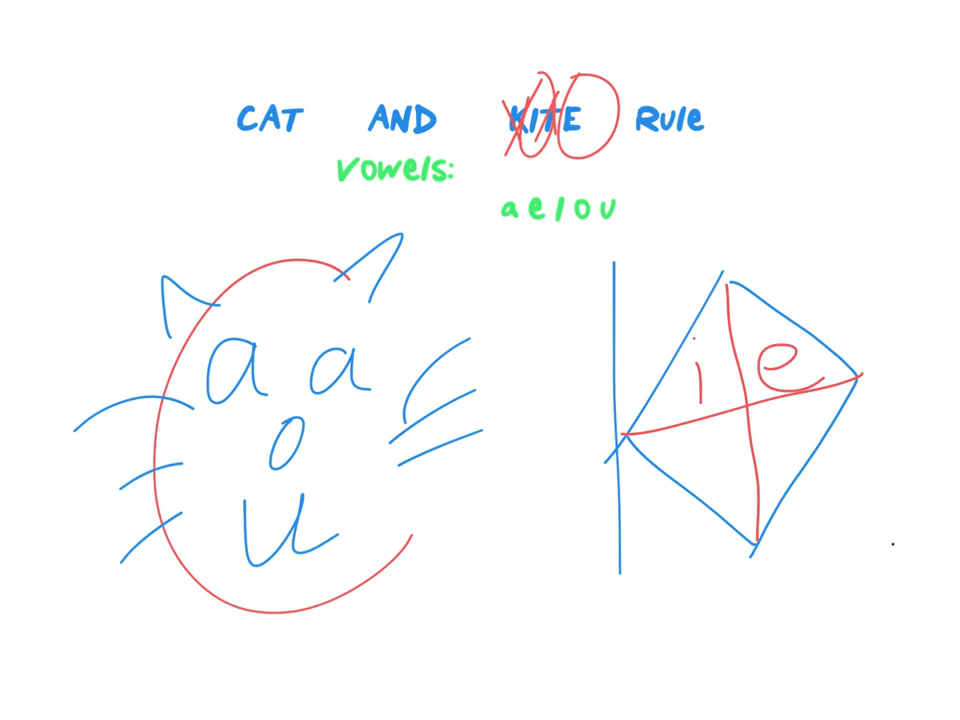 CAT AND KITE Rule
Vowels:
a e i o u
a a
o
u
K i e